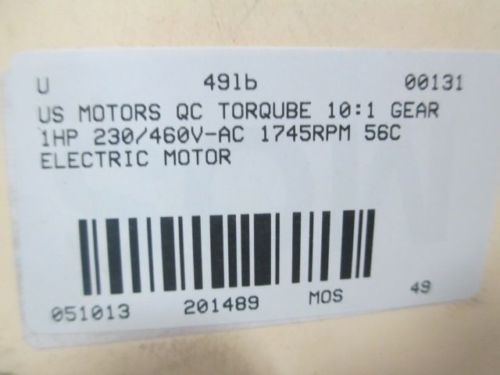 U 49lb 00131
US MOTORS QC TORQUBE 10:1 GEAR
1HP 230/460V-AC 1745RPM 56C
ELECTRIC MOTOR
051013 201489 MOS 49